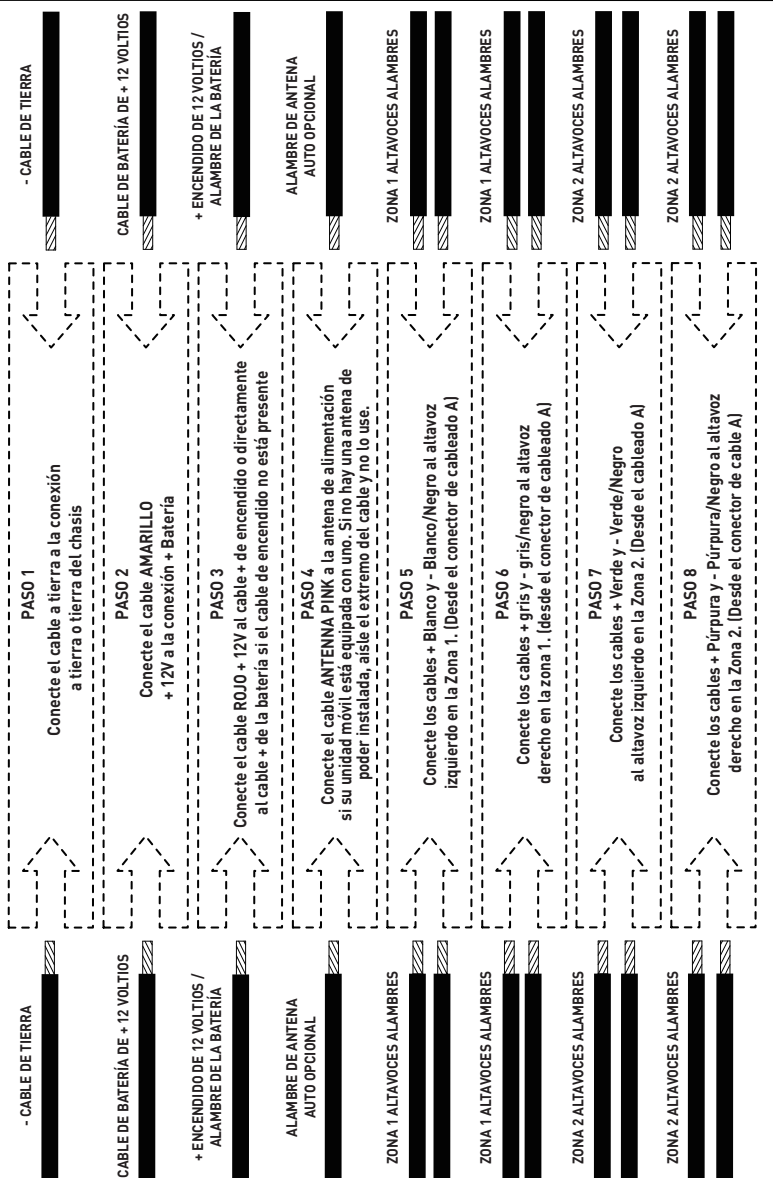 - CABLE DE TIERRA
PASO 1
Conecte el cable a tierra a la conexión
a tierra o tierra del chasis
- CABLE DE TIERRA
CABLE DE BATERÍA DE + 12 VOLTIOS
PASO 2
Conecte el cable AMARILLO
+ 12V a la conexión + Batería
CABLE DE BATERÍA DE + 12 VOLTIOS
+ ENCENDIDO DE 12 VOLTIOS /
ALAMBRE DE LA BATERÍA
PASO 3
Conecte el cable ROJO + 12V al cable + de encendido o directamente
al cable + de la batería si el cable de encendido no está presente
+ ENCENDIDO DE 12 VOLTIOS /
ALAMBRE DE LA BATERÍA
ALAMBRE DE ANTENA
AUTO OPCIONAL
PASO 4
Conecte el cable ANTENNA PINK a la antena de alimentación
si su unidad móvil está equipada con uno. Si no hay una antena de
poder instalada, aisle el extremo del cable y no lo use.
ALAMBRE DE ANTENA
AUTO OPCIONAL
ZONA 1 ALTAVOCES ALAMBRES
PASO 5
Conecte los cables + Blanco y - Blanco/Negro al altavoz
izquierdo en la Zona 1. (Desde el conector de cableado A)
ZONA 1 ALTAVOCES ALAMBRES
ZONA 1 ALTAVOCES ALAMBRES
PASO 6
Conecte los cables + gris y - gris/negro al altavoz
derecho en la zona 1. (desde el conector de cableado A)
ZONA 1 ALTAVOCES ALAMBRES
ZONA 2 ALTAVOCES ALAMBRES
PASO 7
Conecte los cables + Verde y - Verde/Negro
al altavoz izquierdo en la Zona 2. (Desde el cableado A)
ZONA 2 ALTAVOCES ALAMBRES
ZONA 2 ALTAVOCES ALAMBRES
PASO 8
Conecte los cables + Púrpura y - Púrpura/Negro al altavoz
derecho en la Zona 2. (Desde el conector de cable A)
ZONA 2 ALTAVOCES ALAMBRES